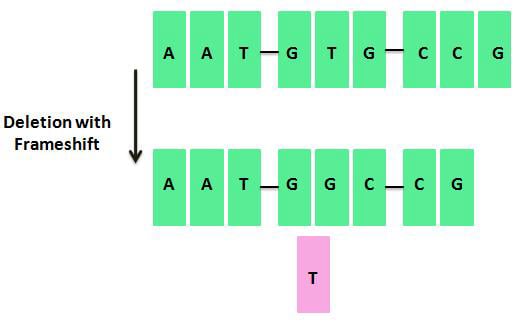 A A T G T G C C G
Deletion with
Frameshift
A A T G G C C G
T